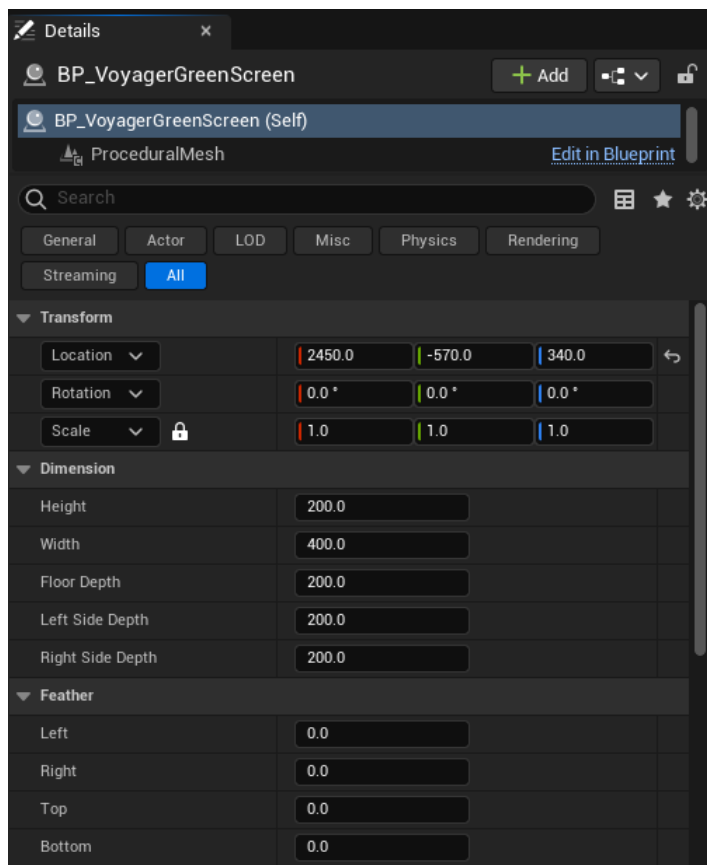 Details
BP_VoyagerGreenScreen
Add
BP_VoyagerGreenScreen (Self)
ProceduralMesh Edit in Blueprint
Search
General Actor LOD Misc Physics Rendering
Streaming All
Transform
Location 2450.0 -570.0 340.0
Rotation 0.0 ° 0.0 ° 0.0 °
Scale 1.0 1.0 1.0
Dimension
Height 200.0
Width 400.0
Floor Depth 200.0
Left Side Depth 200.0
Right Side Depth 200.0
Feather
Left 0.0
Right 0.0
Top 0.0
Bottom 0.0